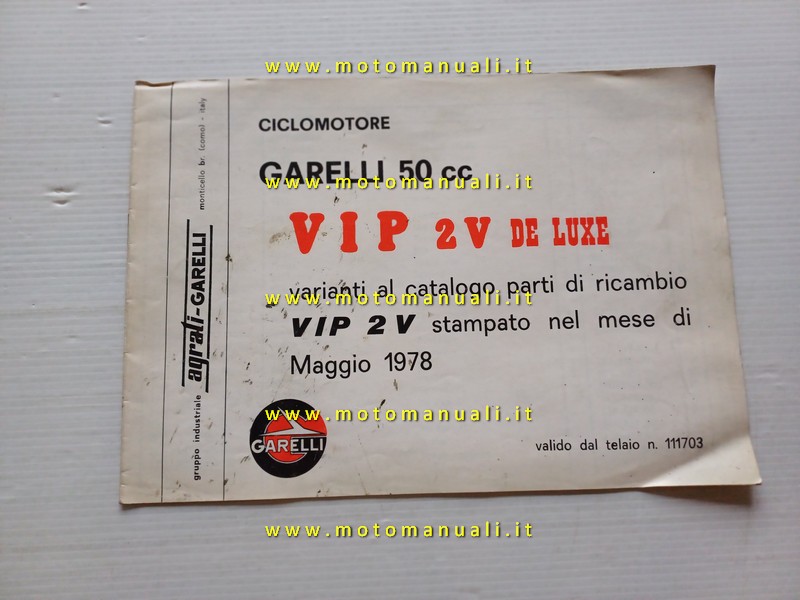 www.motomanuali.it
CICLOMOTORE
GARELLI 50 cc
www.motomanuali.it
VIP 2V DE LUXE
varianti al catalogo parti di ricambio
www.motomanuali.it
VIP 2V stampato nel mese di
Maggio 1978
www.motomanuali.it
GARELLI
valido dal telaio n. 111703
www.motomanuali.it
gruppo industriale agrati-GARELLI monticello br. (como) - italy